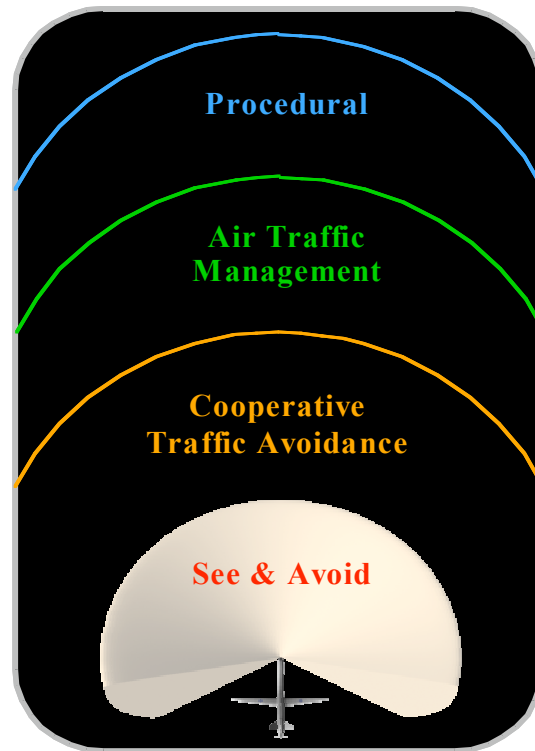 Procedural
Air Traffic
Management
Cooperative
Traffic Avoidance
See & Avoid